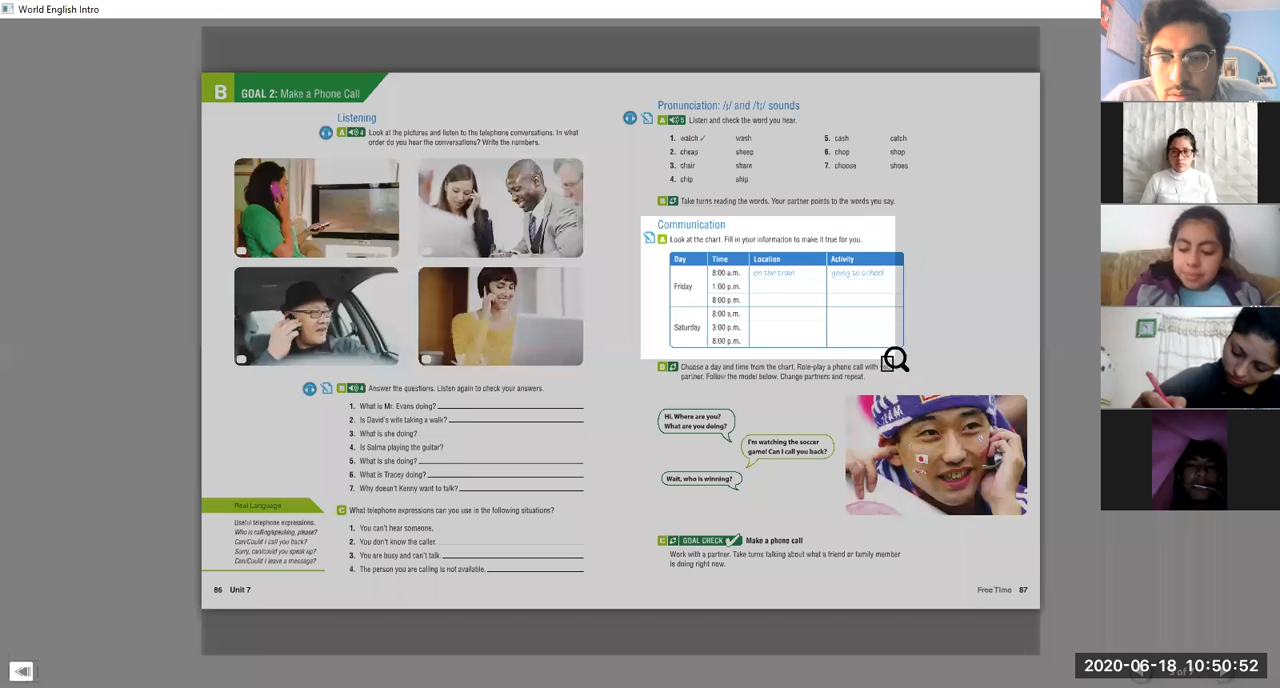 World English Intro
B GOAL 2: Make a Phone Call
Listening
A 4 Look at the pictures and listen to the telephone conversations. In what
order do you hear the conversations? Write the numbers.
B 4 Answer the questions. Listen again to check your answers.
1. What is Mr. Evans doing?
2. Is David's wife taking a walk?
3. What is she doing?
4. Is Salma playing the guitar?
5. What is she doing?
6. What is Tracey doing?
7. Why doesn't Kenny want to talk?
Real Language
Useful telephone expressions.
Who is calling/speaking, please?
Can/Could I call you back?
Sorry, can/could you speak up?
Can/Could I leave a message?
C What telephone expressions can you use in the following situations?
1. You can't hear someone.
2. You don't know the caller.
3. You are busy and can't talk.
4. The person you are calling is not available.
86 Unit 7
Pronunciation: /ʃ/ and /tʃ/ sounds
A 5 Listen and check the word you hear.
1. watch ✓ wash 5. cash catch
2. cheap sheep 6. chop shop
3. chair share 7. choose shoes
4. chip ship
B Take turns reading the words. Your partner points to the words you say.
Communication
A Look at the chart. Fill in your information to make it true for you.
Day Time Location Activity
Friday 8:00 a.m. on the train going to school
1:00 p.m.
8:00 p.m.
Saturday 8:00 a.m.
3:00 p.m.
8:00 p.m.
B Choose a day and time from the chart. Role-play a phone call with
partner. Follow the model below. Change partners and repeat.
Hi. Where are you?
What are you doing?
I'm watching the soccer
game! Can I call you back?
Wait, who is winning?
C GOAL CHECK ✓ Make a phone call
Work with a partner. Take turns talking about what a friend or family member
is doing right now.
Free Time 87
2020-06-18 10:50:52